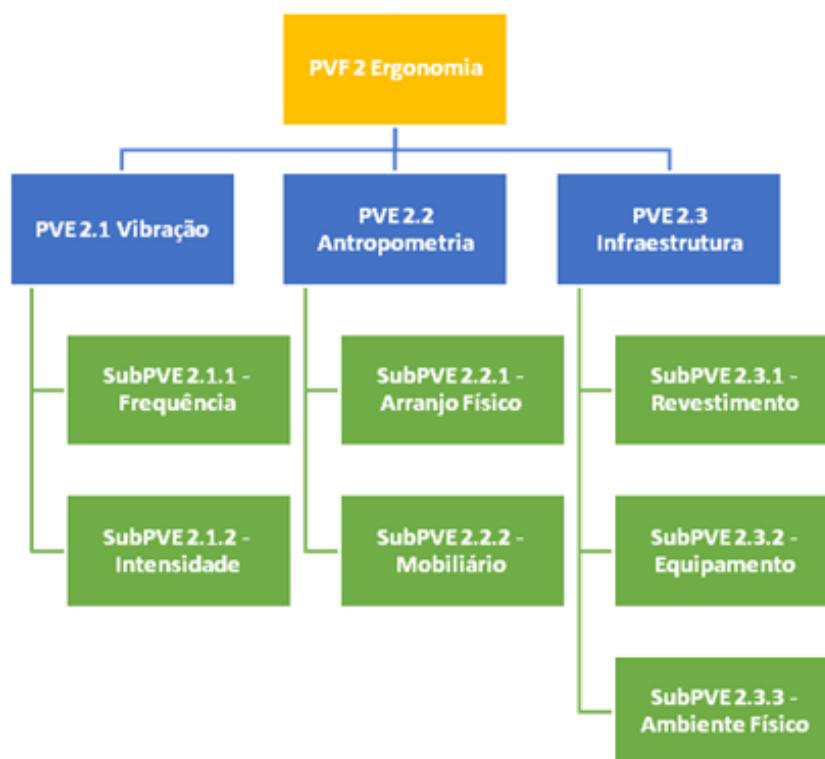 PVF 2 Ergonomia
PVE 2.1 Vibração
PVE 2.2
Antropometria
PVE 2.3
Infraestrutura
SubPVE 2.1.1 -
Frequência
SubPVE 2.2.1 -
Arranjo Físico
SubPVE 2.3.1 -
Revestimento
SubPVE 2.1.2 -
Intensidade
SubPVE 2.2.2 -
Mobiliário
SubPVE 2.3.2 -
Equipamento
SubPVE 2.3.3 -
Ambiente Físico